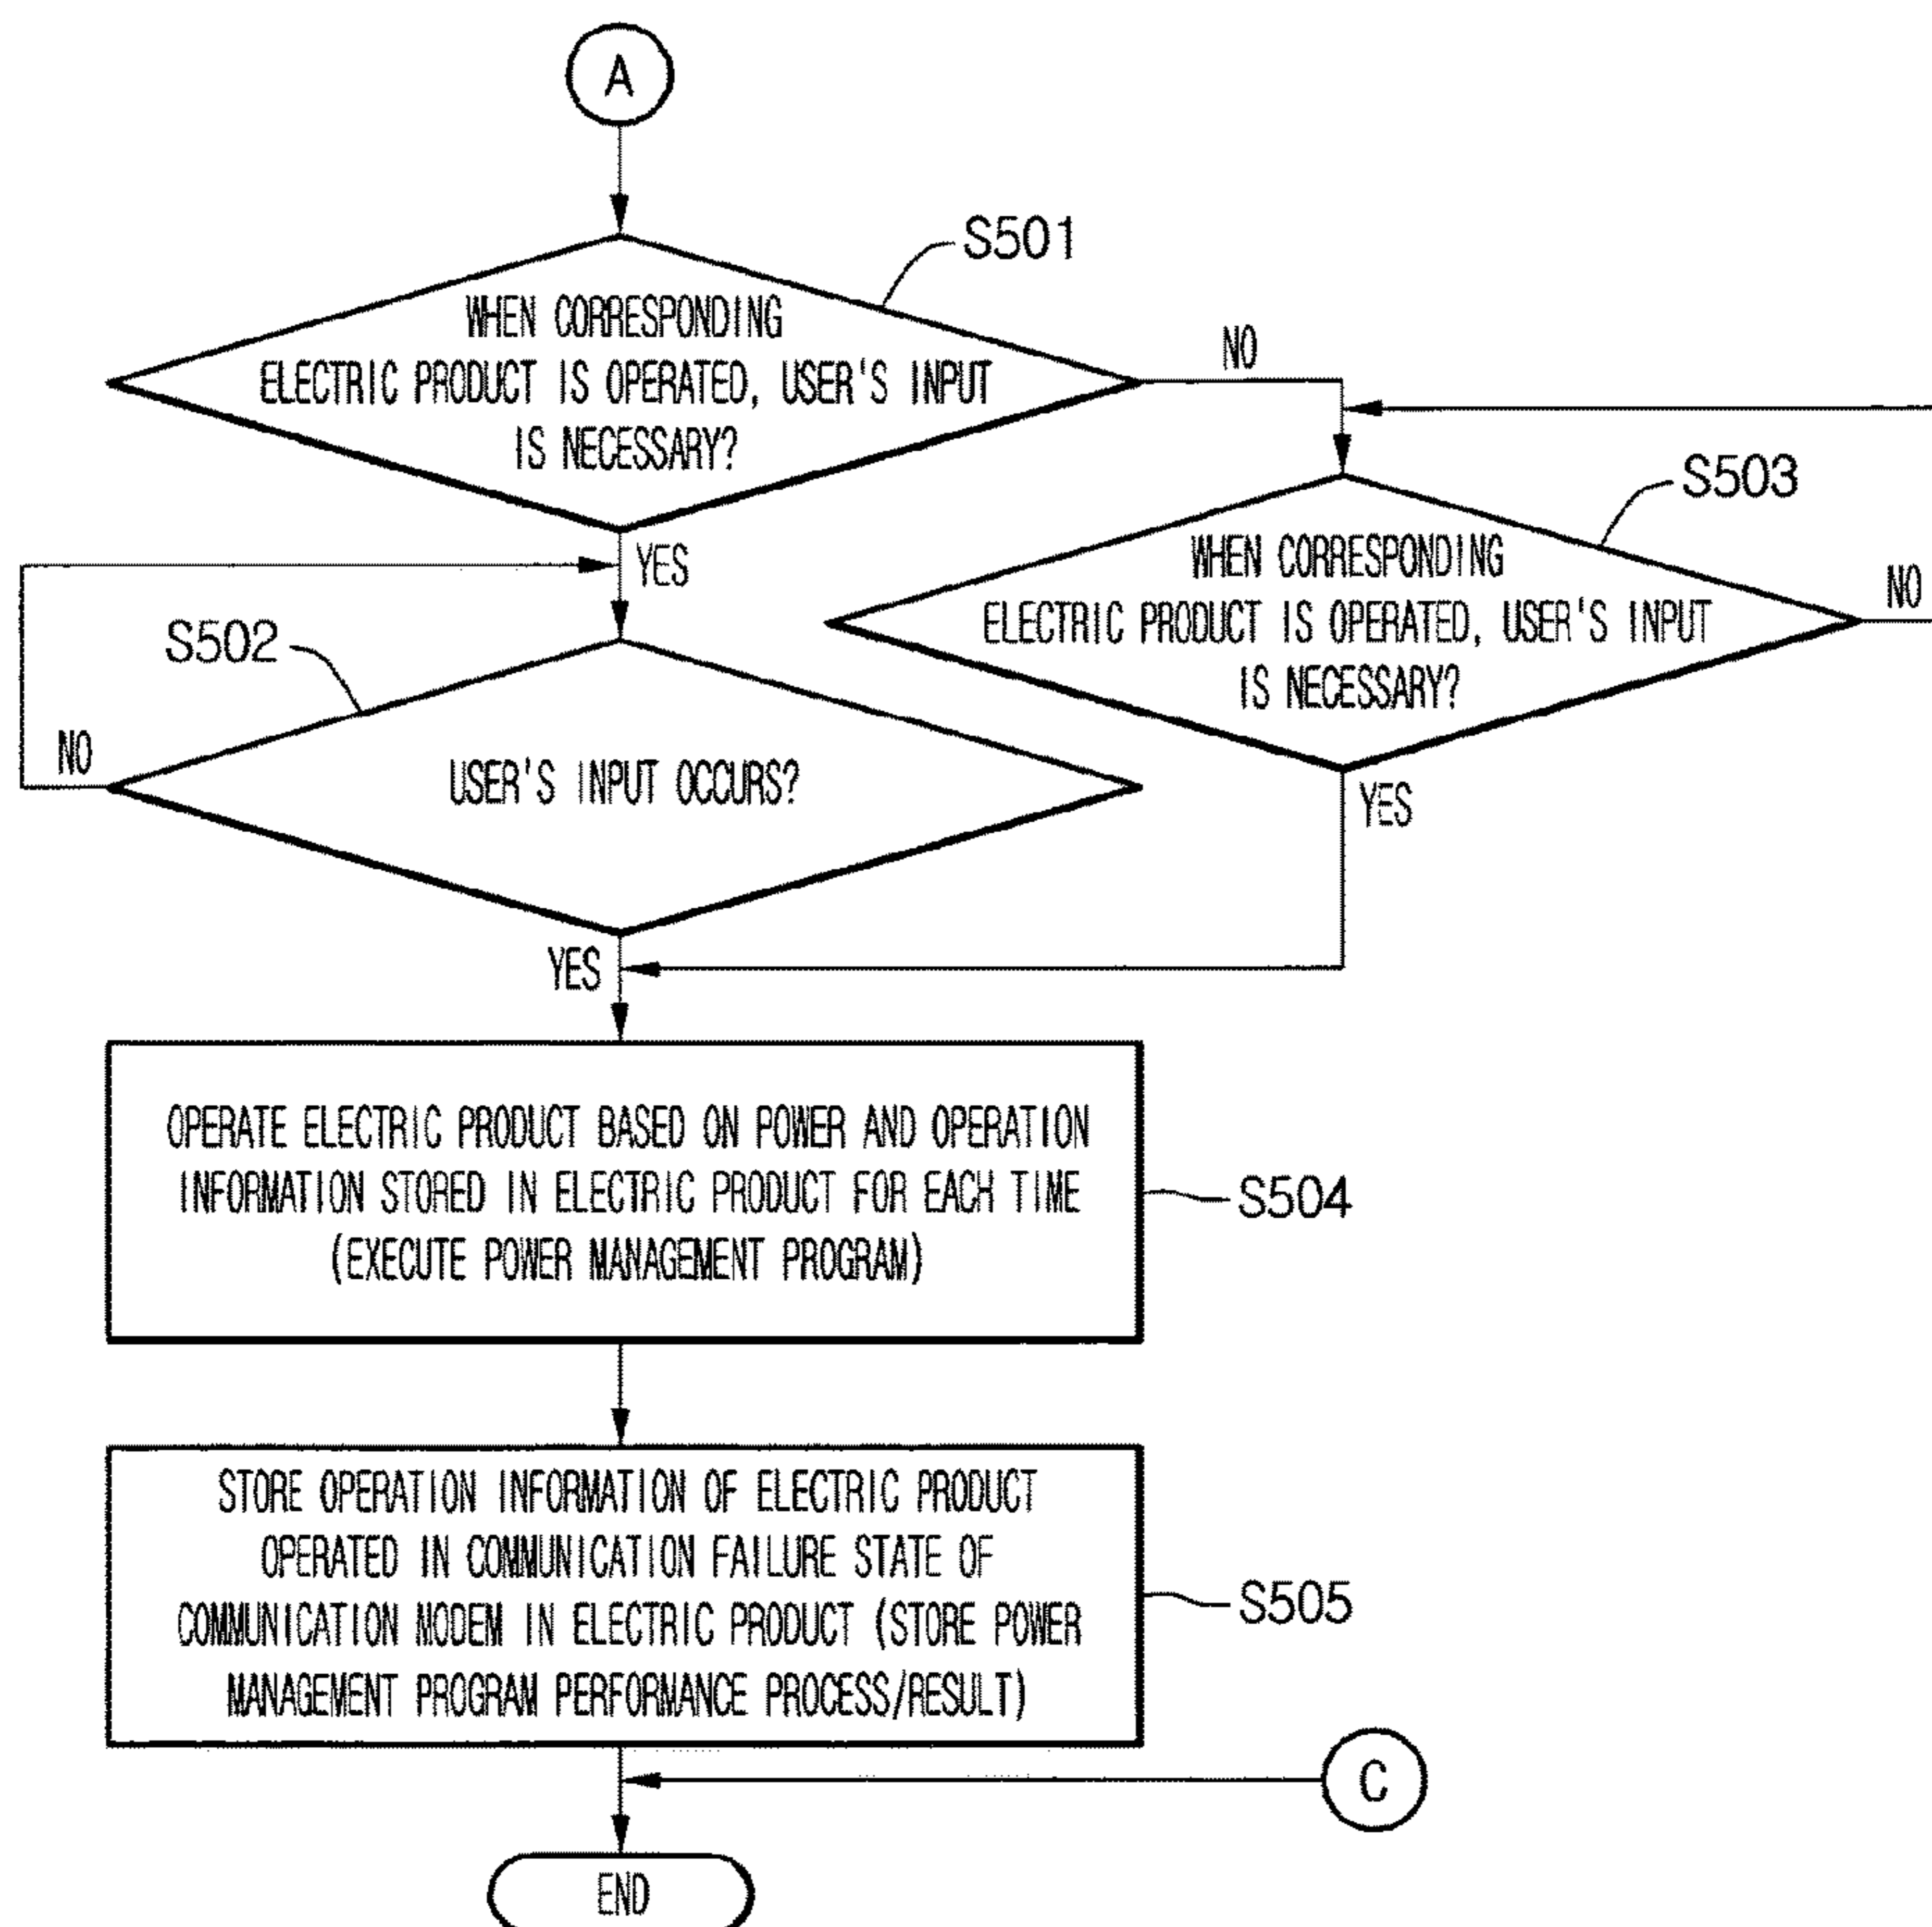 A
S501
WHEN CORRESPONDING
ELECTRIC PRODUCT IS OPERATED, USER'S INPUT
IS NECESSARY?
NO
YES
S503
WHEN CORRESPONDING
ELECTRIC PRODUCT IS OPERATED, USER'S INPUT
IS NECESSARY?
NO
YES
S502
USER'S INPUT OCCURS?
NO
YES
OPERATE ELECTRIC PRODUCT BASED ON POWER AND OPERATION
INFORMATION STORED IN ELECTRIC PRODUCT FOR EACH TIME
(EXECUTE POWER MANAGEMENT PROGRAM)
S504
STORE OPERATION INFORMATION OF ELECTRIC PRODUCT
OPERATED IN COMMUNICATION FAILURE STATE OF
COMMUNICATION MODEM IN ELECTRIC PRODUCT (STORE POWER
MANAGEMENT PROGRAM PERFORMANCE PROCESS/RESULT)
S505
C
END